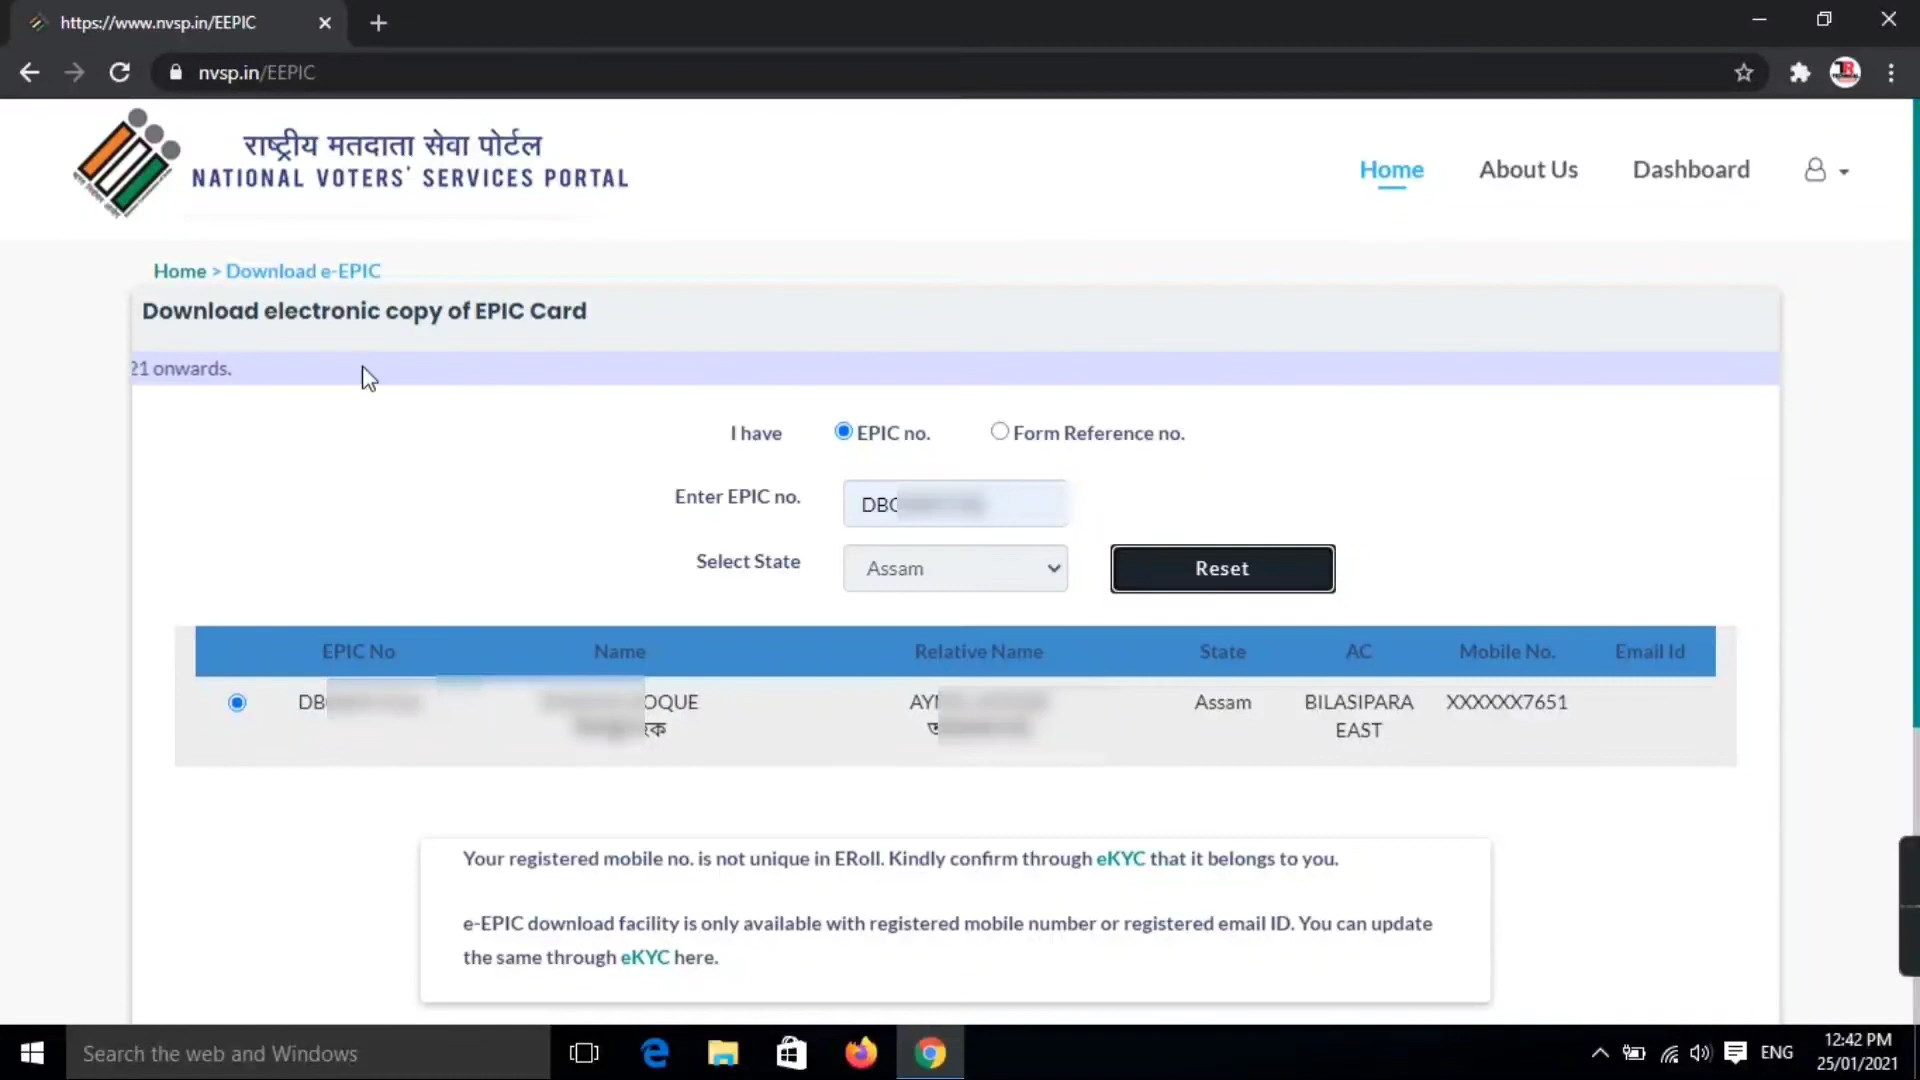 https://www.nvsp.in/EEPIC
nvsp.in/EEPIC
राष्ट्रीय मतदाता सेवा पोर्टल
NATIONAL VOTERS' SERVICES PORTAL
Home
About Us
Dashboard
Home > Download e-EPIC
Download electronic copy of EPIC Card
21 onwards.
I have
EPIC no.
Form Reference no.
Enter EPIC no.
Select State
Assam
Reset
EPIC No Name Relative Name State AC Mobile No. Email Id
Assam BILASIPARA XXXXXX7651
EAST
Your registered mobile no. is not unique in ERoll. Kindly confirm through eKYC that it belongs to you.
e-EPIC download facility is only available with registered mobile number or registered email ID. You can update
the same through eKYC here.
Search the web and Windows
ENG
12:42 PM
25/01/2021